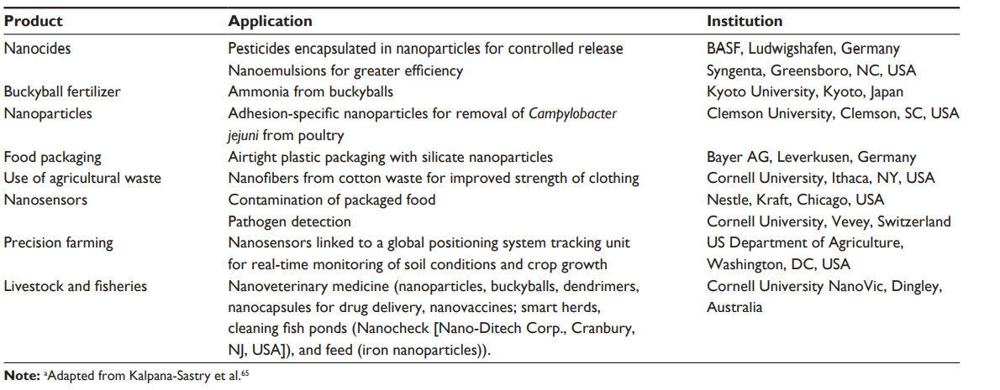 Product Application Institution
Nanocides Pesticides encapsulated in nanoparticles for controlled release BASF, Ludwigshafen, Germany
Nanoemulsions for greater efficiency Syngenta, Greensboro, NC, USA
Buckyball fertilizer Ammonia from buckyballs Kyoto University, Kyoto, Japan
Nanoparticles Adhesion-specific nanoparticles for removal of Campylobacter Clemson University, Clemson, SC, USA
jejuni from poultry
Food packaging Airtight plastic packaging with silicate nanoparticles Bayer AG, Leverkusen, Germany
Use of agricultural waste Nanofibers from cotton waste for improved strength of clothing Cornell University, Ithaca, NY, USA
Nanosensors Contamination of packaged food Nestle, Kraft, Chicago, USA
Pathogen detection Cornell University, Vevey, Switzerland
Precision farming Nanosensors linked to a global positioning system tracking unit US Department of Agriculture,
for real-time monitoring of soil conditions and crop growth Washington, DC, USA
Livestock and fisheries Nanoveterinary medicine (nanoparticles, buckyballs, dendrimers, Cornell University NanoVic, Dingley,
nanocapsules for drug delivery, nanovaccines; smart herds, Australia
cleaning fish ponds (Nanocheck [Nano-Ditech Corp., Cranbury,
NJ, USA]), and feed (iron nanoparticles)).
Note: ᵃAdapted from Kalpana-Sastry et al.⁶⁵